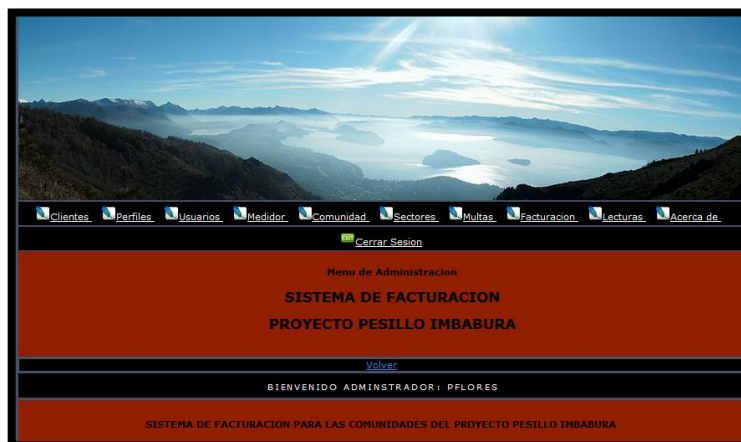 Clientes Perfiles Usuarios Medidor Comunidad Sectores Multas Facturacion Lecturas Acerca de
EXIT Cerrar Sesion
Menu de Administracion
SISTEMA DE FACTURACION
PROYECTO PESILLO IMBABURA
Volver
BIENVENIDO ADMINSTRADOR: PFLORES
SISTEMA DE FACTURACION PARA LAS COMUNIDADES DEL PROYECTO PESILLO IMBABURA